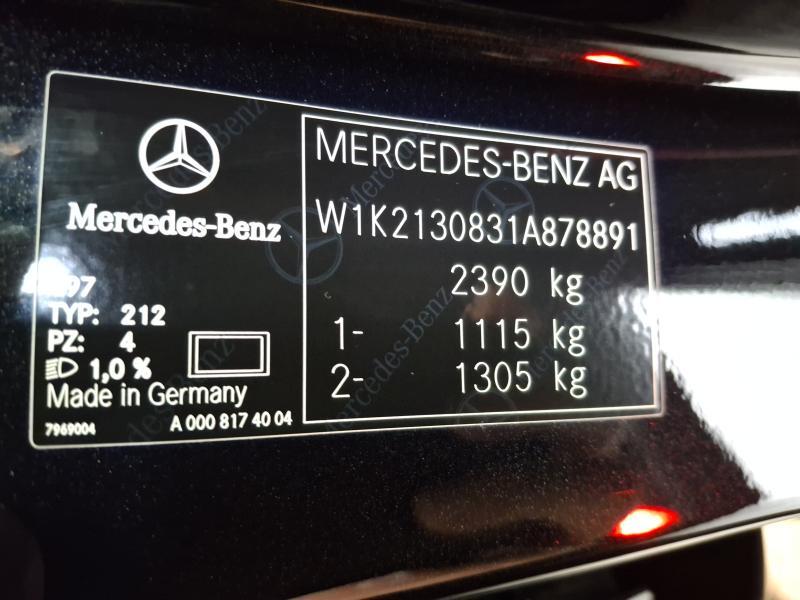 Mercedes-Benz
MERCEDES-BENZ AG
W1K2130831A878891
2390 kg
1- 1115 kg
2- 1305 kg
TYP: 212
PZ: 4
1,0 %
Made in Germany
7969004
A 000 817 40 04